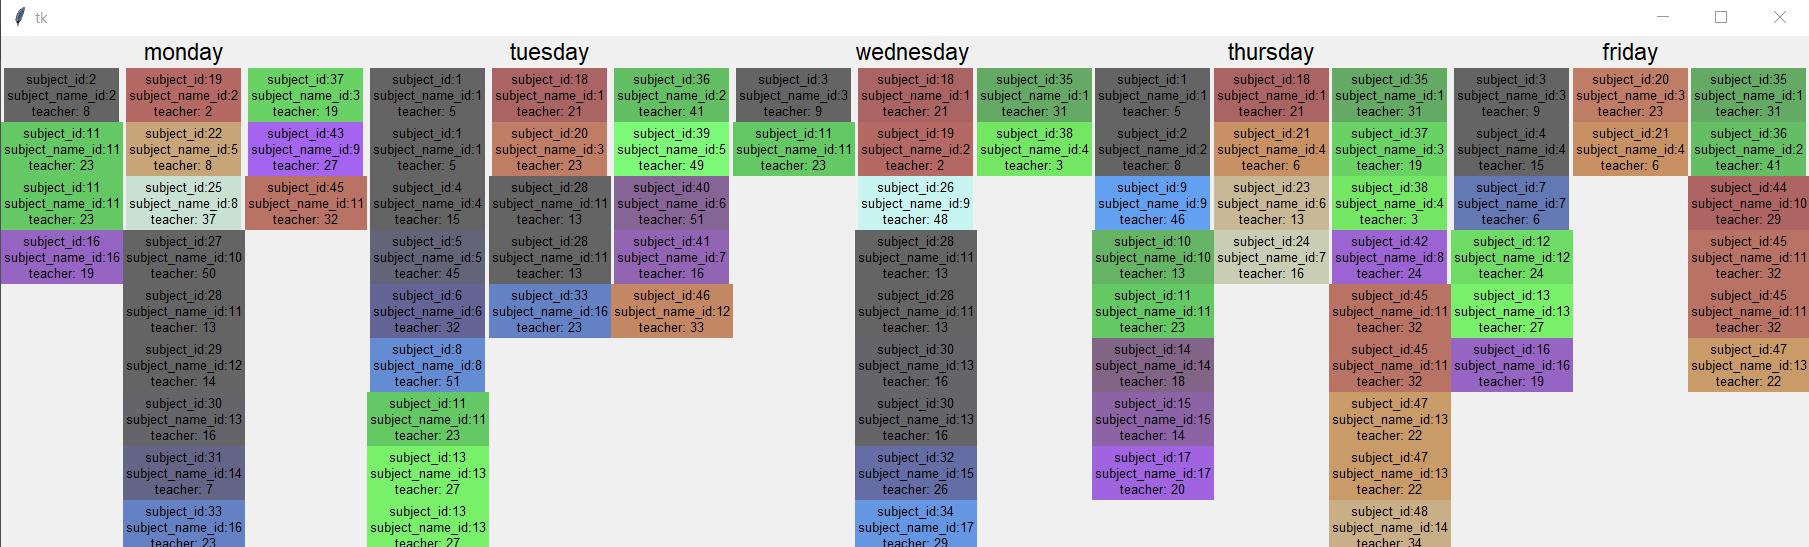 tk
monday tuesday wednesday thursday friday
subject_id:2 subject_id:19 subject_id:37 subject_id:1 subject_id:18 subject_id:36 subject_id:3 subject_id:18 subject_id:35 subject_id:1 subject_id:18 subject_id:35 subject_id:3 subject_id:20 subject_id:35
subject_name_id:2 subject_name_id:2 subject_name_id:3 subject_name_id:1 subject_name_id:1 subject_name_id:2 subject_name_id:3 subject_name_id:1 subject_name_id:1 subject_name_id:1 subject_name_id:1 subject_name_id:1 subject_name_id:3 subject_name_id:3 subject_name_id:1
teacher: 8 teacher: 2 teacher: 19 teacher: 5 teacher: 21 teacher: 41 teacher: 9 teacher: 21 teacher: 31 teacher: 5 teacher: 21 teacher: 31 teacher: 9 teacher: 23 teacher: 31
subject_id:11 subject_id:22 subject_id:43 subject_id:1 subject_id:20 subject_id:39 subject_id:11 subject_id:19 subject_id:38 subject_id:2 subject_id:21 subject_id:37 subject_id:4 subject_id:21 subject_id:36
subject_name_id:11 subject_name_id:5 subject_name_id:9 subject_name_id:1 subject_name_id:3 subject_name_id:5 subject_name_id:11 subject_name_id:2 subject_name_id:4 subject_name_id:2 subject_name_id:4 subject_name_id:3 subject_name_id:4 subject_name_id:4 subject_name_id:2
teacher: 23 teacher: 8 teacher: 27 teacher: 5 teacher: 23 teacher: 49 teacher: 23 teacher: 2 teacher: 3 teacher: 8 teacher: 6 teacher: 19 teacher: 15 teacher: 6 teacher: 41
subject_id:11 subject_id:25 subject_id:45 subject_id:4 subject_id:28 subject_id:40 subject_id:26 subject_id:9 subject_id:23 subject_id:38 subject_id:7 subject_id:44
subject_name_id:11 subject_name_id:8 subject_name_id:11 subject_name_id:4 subject_name_id:11 subject_name_id:6 subject_name_id:9 subject_name_id:9 subject_name_id:6 subject_name_id:4 subject_name_id:7 subject_name_id:10
teacher: 23 teacher: 37 teacher: 32 teacher: 15 teacher: 13 teacher: 51 teacher: 48 teacher: 46 teacher: 13 teacher: 3 teacher: 6 teacher: 29
subject_id:16 subject_id:27 subject_id:5 subject_id:28 subject_id:41 subject_id:28 subject_id:10 subject_id:24 subject_id:42 subject_id:12 subject_id:45
subject_name_id:16 subject_name_id:10 subject_name_id:5 subject_name_id:11 subject_name_id:7 subject_name_id:11 subject_name_id:10 subject_name_id:7 subject_name_id:8 subject_name_id:12 subject_name_id:11
teacher: 19 teacher: 50 teacher: 45 teacher: 13 teacher: 16 teacher: 13 teacher: 13 teacher: 16 teacher: 24 teacher: 24 teacher: 32
subject_id:28 subject_id:6 subject_id:33 subject_id:46 subject_id:28 subject_id:11 subject_id:45 subject_id:13 subject_id:45
subject_name_id:11 subject_name_id:6 subject_name_id:16 subject_name_id:12 subject_name_id:11 subject_name_id:11 subject_name_id:11 subject_name_id:13 subject_name_id:11
teacher: 13 teacher: 32 teacher: 23 teacher: 33 teacher: 13 teacher: 23 teacher: 32 teacher: 27 teacher: 32
subject_id:29 subject_id:8 subject_id:30 subject_id:14 subject_id:45 subject_id:16 subject_id:47
subject_name_id:12 subject_name_id:8 subject_name_id:13 subject_name_id:14 subject_name_id:11 subject_name_id:16 subject_name_id:13
teacher: 14 teacher: 51 teacher: 16 teacher: 18 teacher: 32 teacher: 19 teacher: 22
subject_id:30 subject_id:11 subject_id:30 subject_id:15 subject_id:47
subject_name_id:13 subject_name_id:11 subject_name_id:13 subject_name_id:15 subject_name_id:13
teacher: 16 teacher: 23 teacher: 16 teacher: 14 teacher: 22
subject_id:31 subject_id:13 subject_id:32 subject_id:17 subject_id:47
subject_name_id:14 subject_name_id:13 subject_name_id:15 subject_name_id:17 subject_name_id:13
teacher: 7 teacher: 27 teacher: 26 teacher: 20 teacher: 22
subject_id:33 subject_id:13 subject_id:34 subject_id:48
subject_name_id:16 subject_name_id:13 subject_name_id:17 subject_name_id:14
teacher: 23 teacher: 27 teacher: 29 teacher: 34